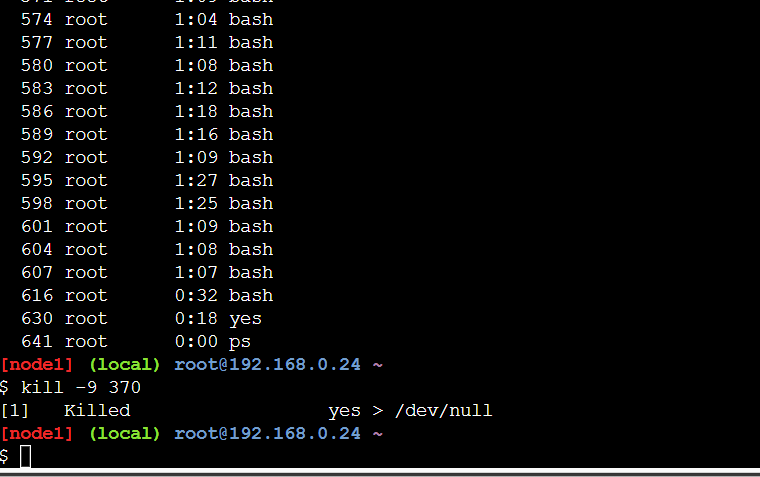 574 root 1:04 bash
577 root 1:11 bash
580 root 1:08 bash
583 root 1:12 bash
586 root 1:18 bash
589 root 1:16 bash
592 root 1:09 bash
595 root 1:27 bash
598 root 1:25 bash
601 root 1:09 bash
604 root 1:08 bash
607 root 1:07 bash
616 root 0:32 bash
630 root 0:18 yes
641 root 0:00 ps
[node1] (local) root@192.168.0.24 ~
$ kill -9 370
[1] Killed yes > /dev/null
[node1] (local) root@192.168.0.24 ~
$